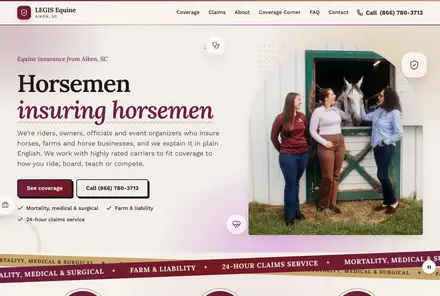 LEGIS Equine
AIKEN, SC
Coverage Claims About Coverage Corner FAQ Contact Call (866) 780-3713
Equine insurance from Aiken, SC
Horsemen
insuring horsemen
We're riders, owners, officials and event organizers who insure
horses, farms and horse businesses, and we explain it in plain
English. We work with highly rated carriers to fit coverage to
how you ride, board, teach or compete.
See coverage Call (866) 780-3713
Mortality, medical & surgical Farm & liability
24-hour claims service
MORTALITY, MEDICAL & SURGICAL
MORTALITY, MEDICAL & SURGICAL FARM & LIABILITY 24-HOUR CLAIMS SERVICE MORTALITY, MEDICAL & SURGICAL